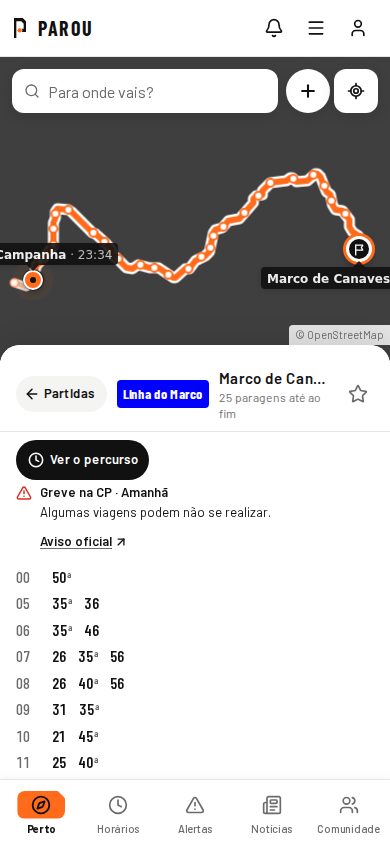 PAROU
Para onde vais?
Campanha · 23:34
Marco de Canaves
© OpenStreetMap
Partidas
Linha do Marco
Marco de Can...
25 paragens até ao
fim
Ver o percurso
Greve na CP · Amanhã
Algumas viagens podem não se realizar.
Aviso oficial
00 50ª
05 35ª 36
06 35ª 46
07 26 35ª 56
08 26 40ª 56
09 31 35ª
10 21 45ª
11 25 40ª
Perto Horários Alertas Notícias Comunidade